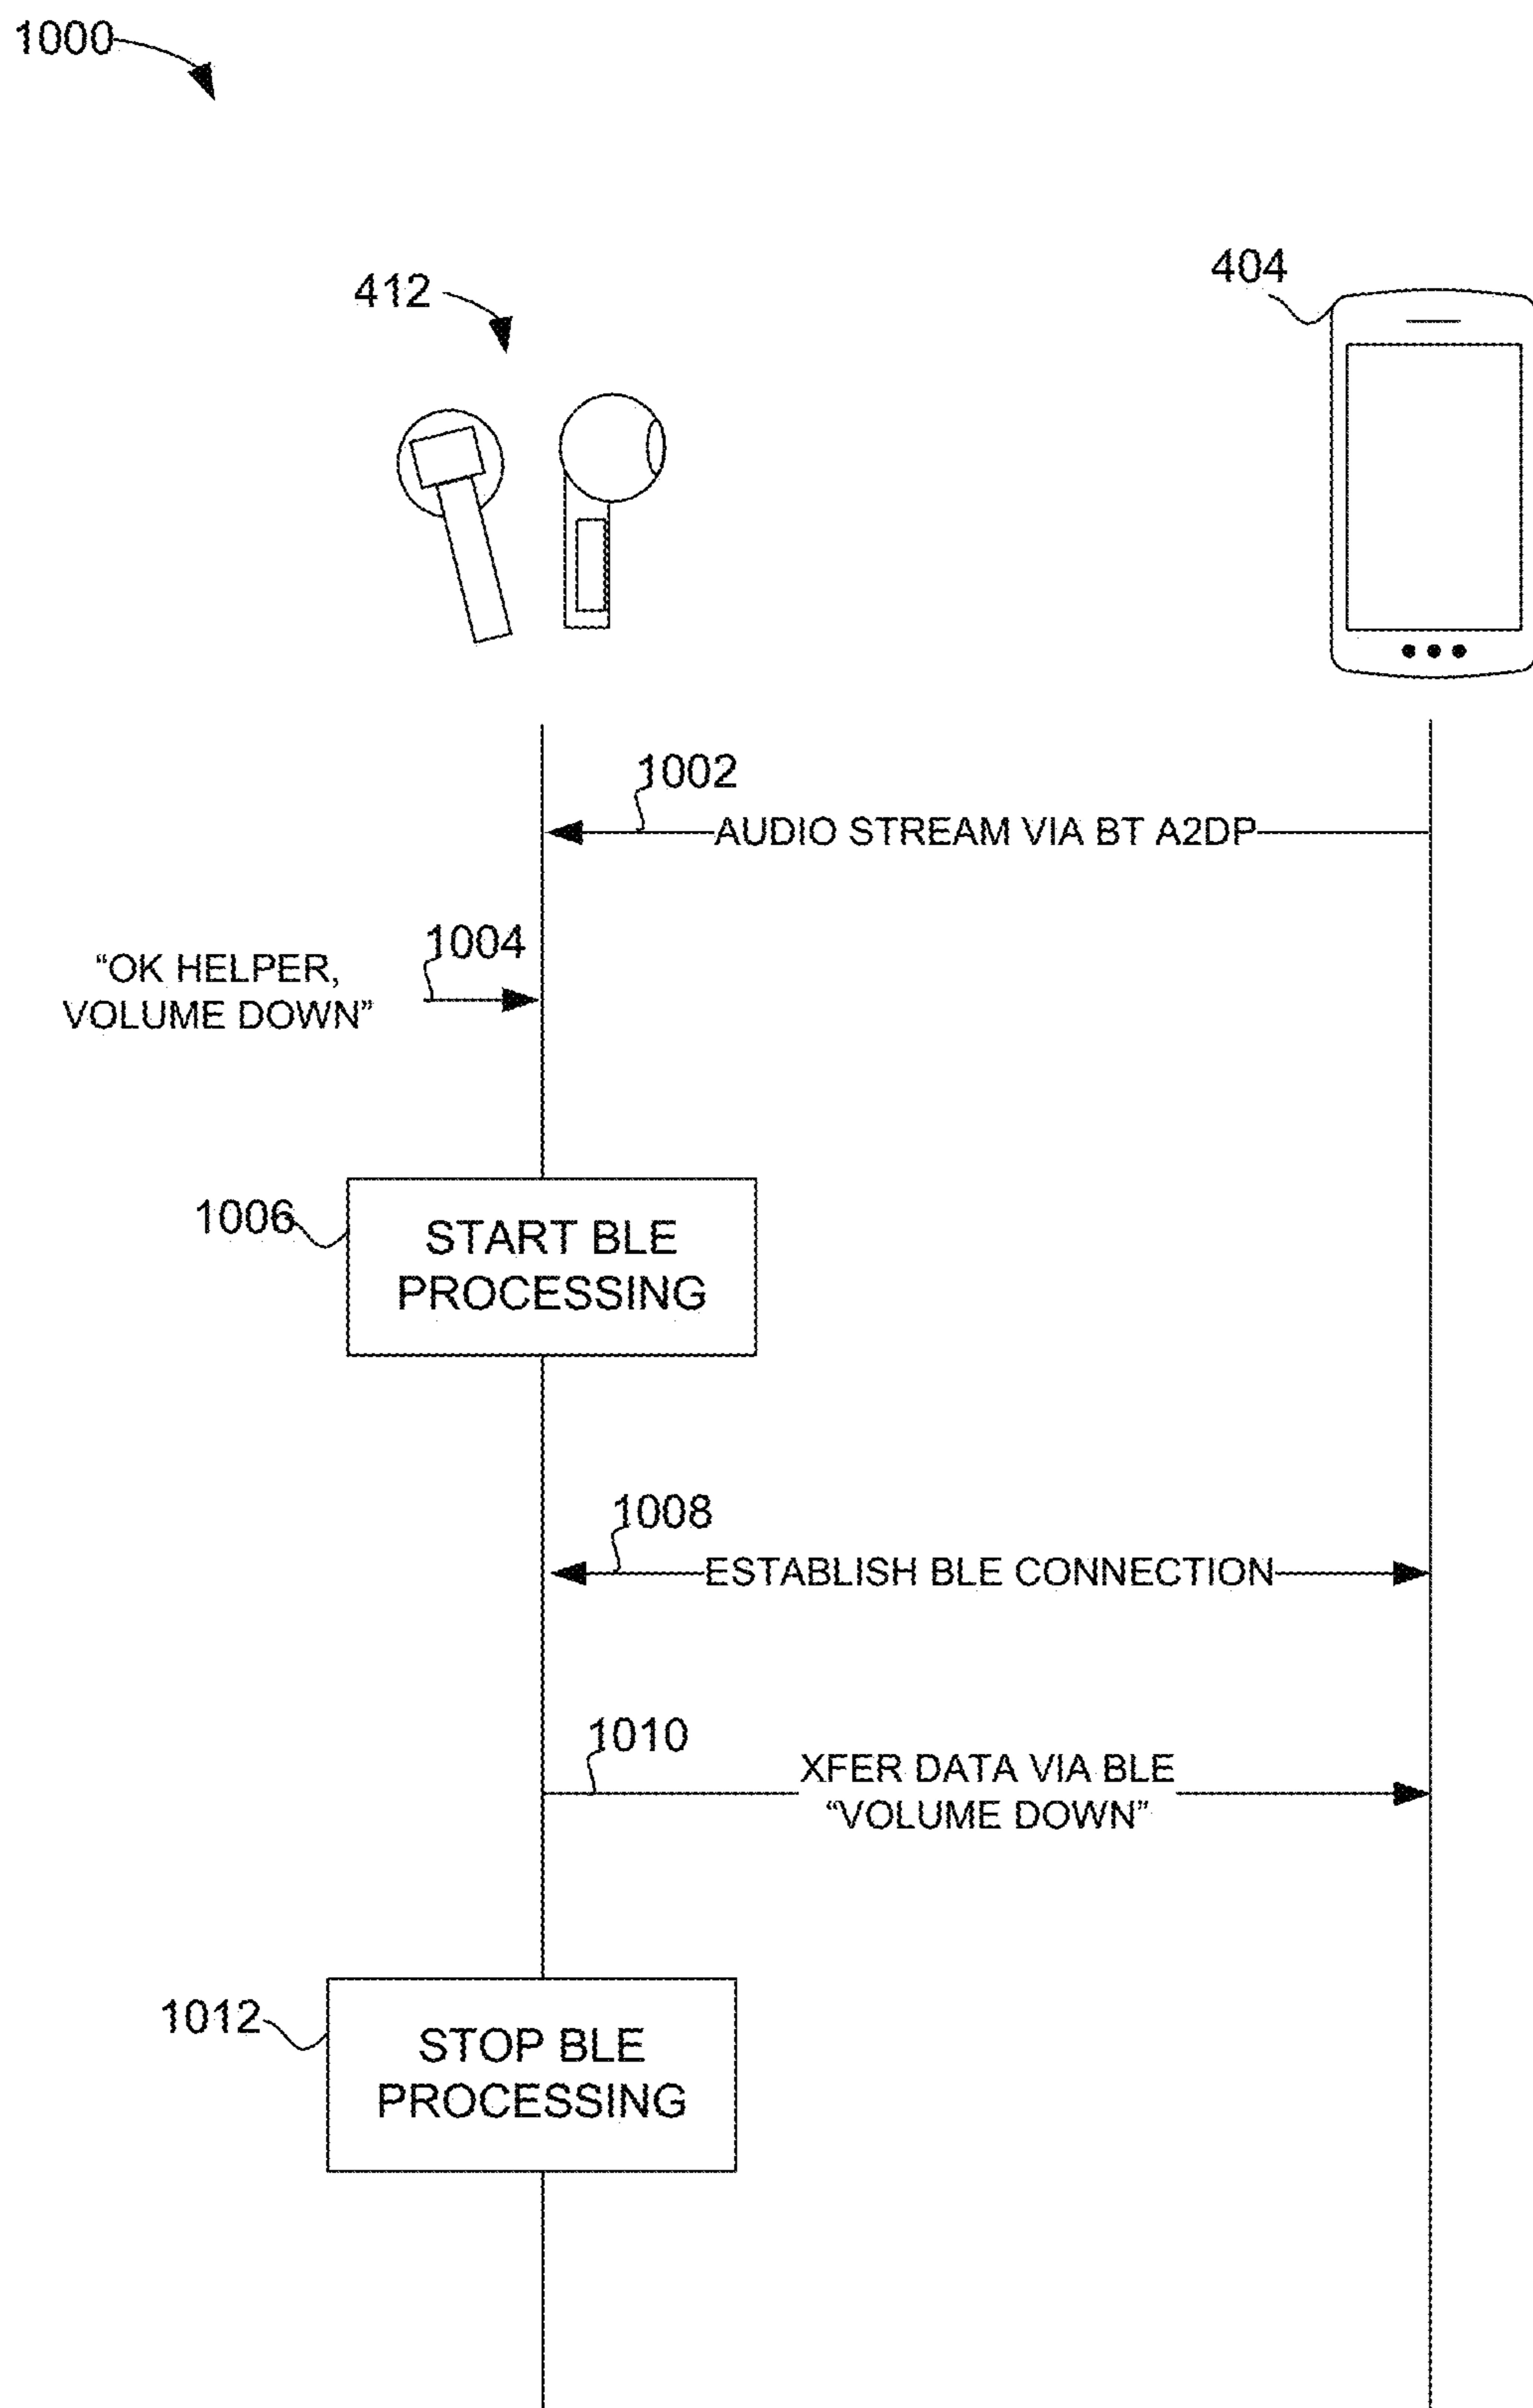 1000
412
404
1002
AUDIO STREAM VIA BT A2DP
1004
“OK HELPER,
VOLUME DOWN”
1006
START BLE
PROCESSING
1008
ESTABLISH BLE CONNECTION
1010
XFER DATA VIA BLE
“VOLUME DOWN”
1012
STOP BLE
PROCESSING